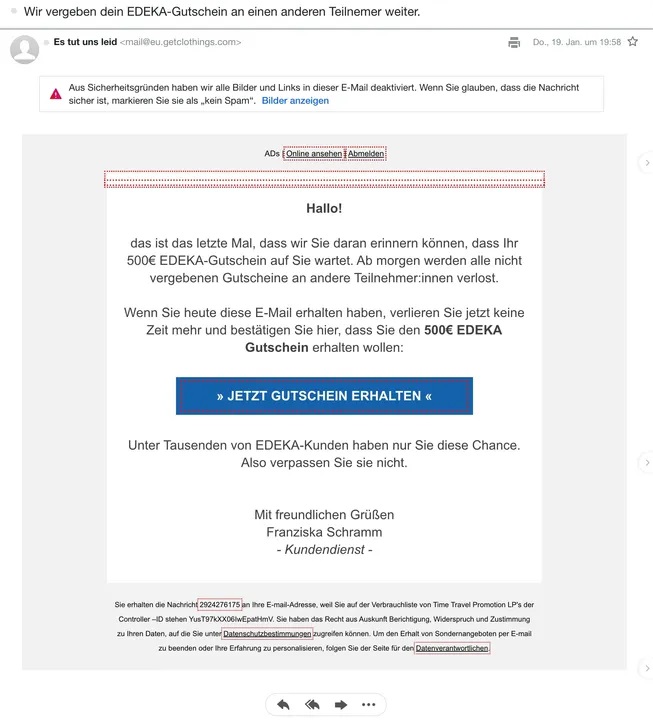 Wir vergeben dein EDEKA-Gutschein an einen anderen Teilnemer weiter.
Es tut uns leid <mail@eu.getclothings.com>
Do., 19. Jan. um 19:58
Aus Sicherheitsgründen haben wir alle Bilder und Links in dieser E-Mail deaktiviert. Wenn Sie glauben, dass die Nachricht
sicher ist, markieren Sie sie als „kein Spam“. Bilder anzeigen
ADs | Online ansehen | Abmelden
Hallo!
das ist das letzte Mal, dass wir Sie daran erinnern können, dass Ihr
500€ EDEKA-Gutschein auf Sie wartet. Ab morgen werden alle nicht
vergebenen Gutscheine an andere Teilnehmer:innen verlost.
Wenn Sie heute diese E-Mail erhalten haben, verlieren Sie jetzt keine
Zeit mehr und bestätigen Sie hier, dass Sie den 500€ EDEKA
Gutschein erhalten wollen:
» JETZT GUTSCHEIN ERHALTEN «
Unter Tausenden von EDEKA-Kunden haben nur Sie diese Chance.
Also verpassen Sie sie nicht.
Mit freundlichen Grüßen
Franziska Schramm
- Kundendienst -
Sie erhalten die Nachricht 2924276175 an Ihre E-mail-Adresse, weil Sie auf der Verbrauchliste von Time Travel Promotion LP's der
Controller –ID stehen YusT97kXX06IwEpatHmV. Sie haben das Recht aus Auskunft Berichtigung, Widerspruch und Zustimmung
zu Ihren Daten, auf die Sie unter Datenschutzbestimmungen zugreifen können. Um den Erhalt von Sondernangeboten per E-mail
zu beenden oder Ihre Erfahrung zu personalisieren, folgen Sie der Seite für den Datenverantwortlichen.